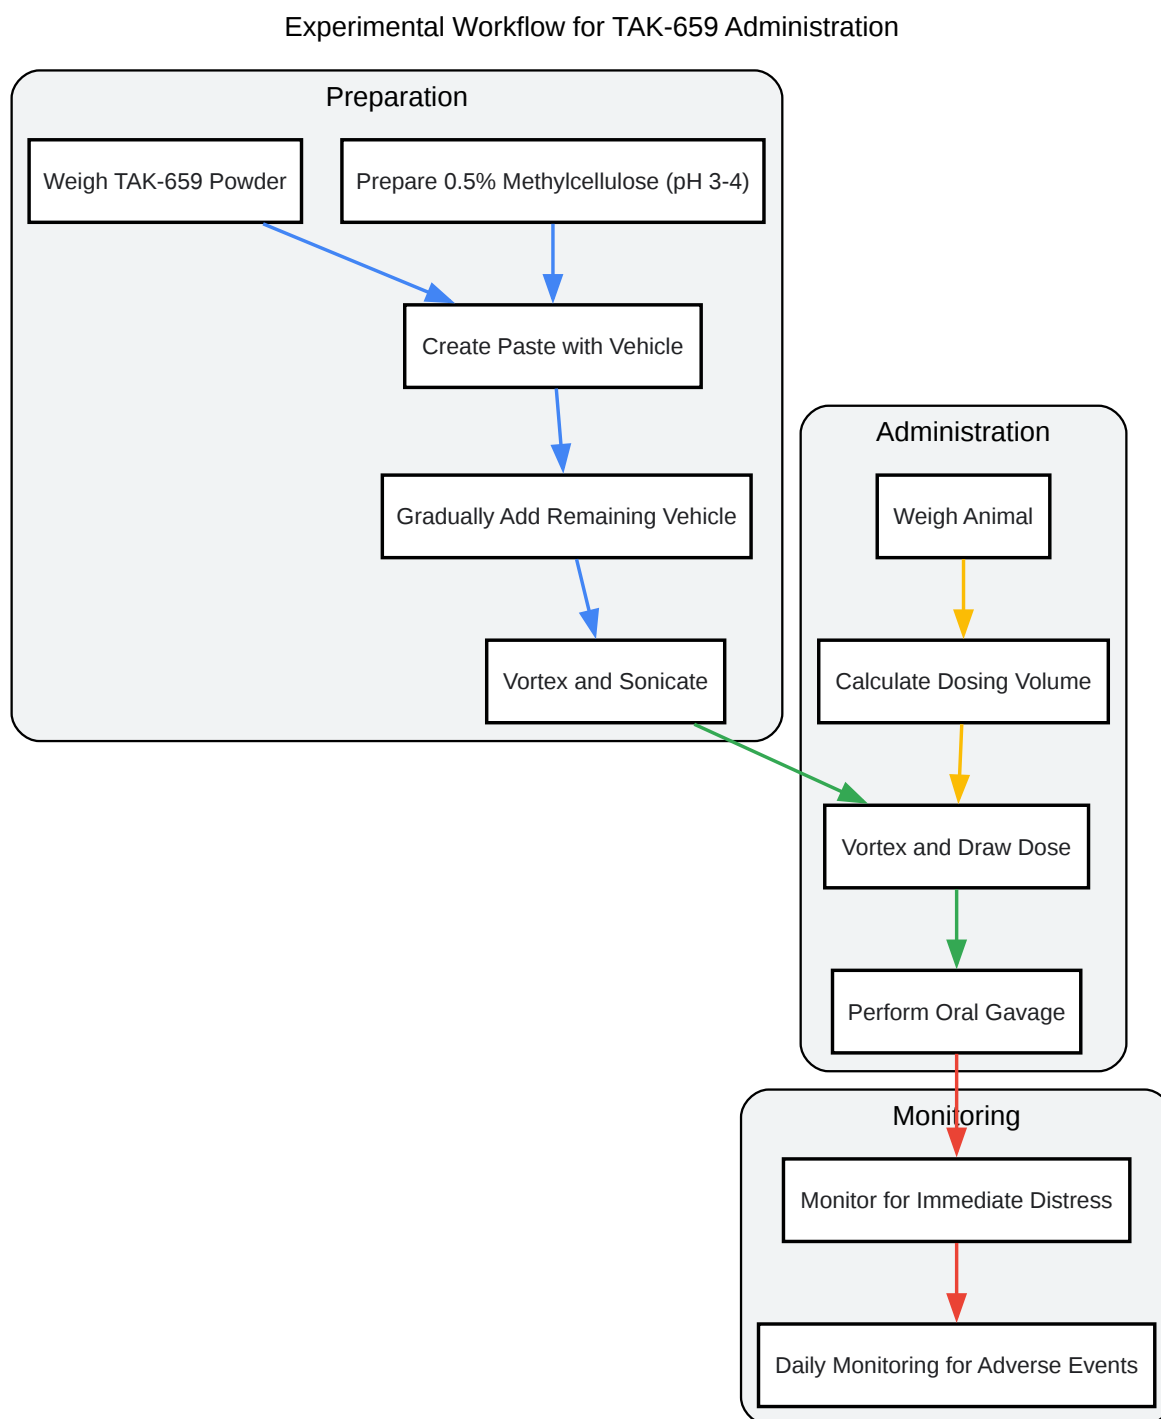 Experimental Workflow for TAK-659 Administration
Preparation
Weigh TAK-659 Powder
Prepare 0.5% Methylcellulose (pH 3-4)
Create Paste with Vehicle
Gradually Add Remaining Vehicle
Vortex and Sonicate
Administration
Weigh Animal
Calculate Dosing Volume
Vortex and Draw Dose
Perform Oral Gavage
Monitoring
Monitor for Immediate Distress
Daily Monitoring for Adverse Events